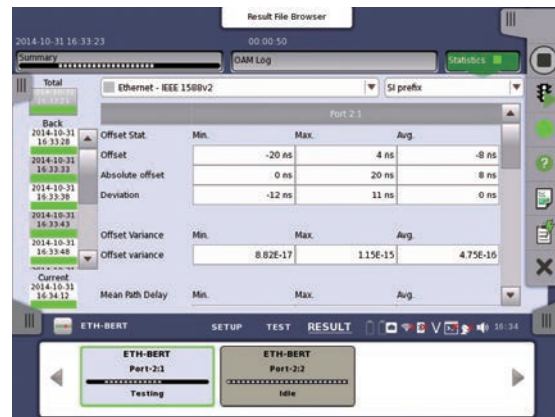 Result File Browser
2014-10-31 16:33:23 00:00:50
Summary OAM Log Statistics
Total Ethernet - IEEE 1588v2 SI prefix
Port 2:1
Back
2014-10-31 16:33:28
2014-10-31 16:33:33
2014-10-31 16:33:38
2014-10-31 16:33:43
2014-10-31 16:33:48
Current
2014-10-31 16:34:12
Offset Stat. Min. Max. Avg.
Offset -20 ns 4 ns -8 ns
Absolute offset 0 ns 20 ns 8 ns
Deviation -12 ns 11 ns 0 ns
Offset Variance Min. Max. Avg.
Offset variance 8.82E-17 1.15E-15 4.75E-16
Mean Path Delay Min. Max. Avg.
ETH-BERT SETUP TEST RESULT 16:34
ETH-BERT
Port-2:1
Testing
ETH-BERT
Port-2:2
Idle